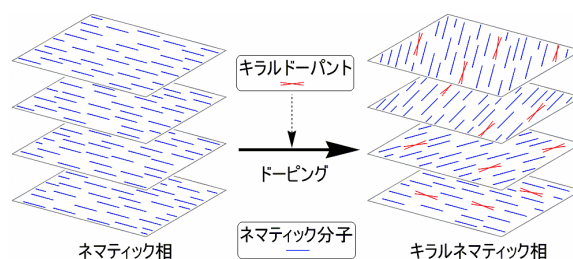 キラルドーパント
ドーピング
ネマティック分子
ネマティック相
キラルネマティック相